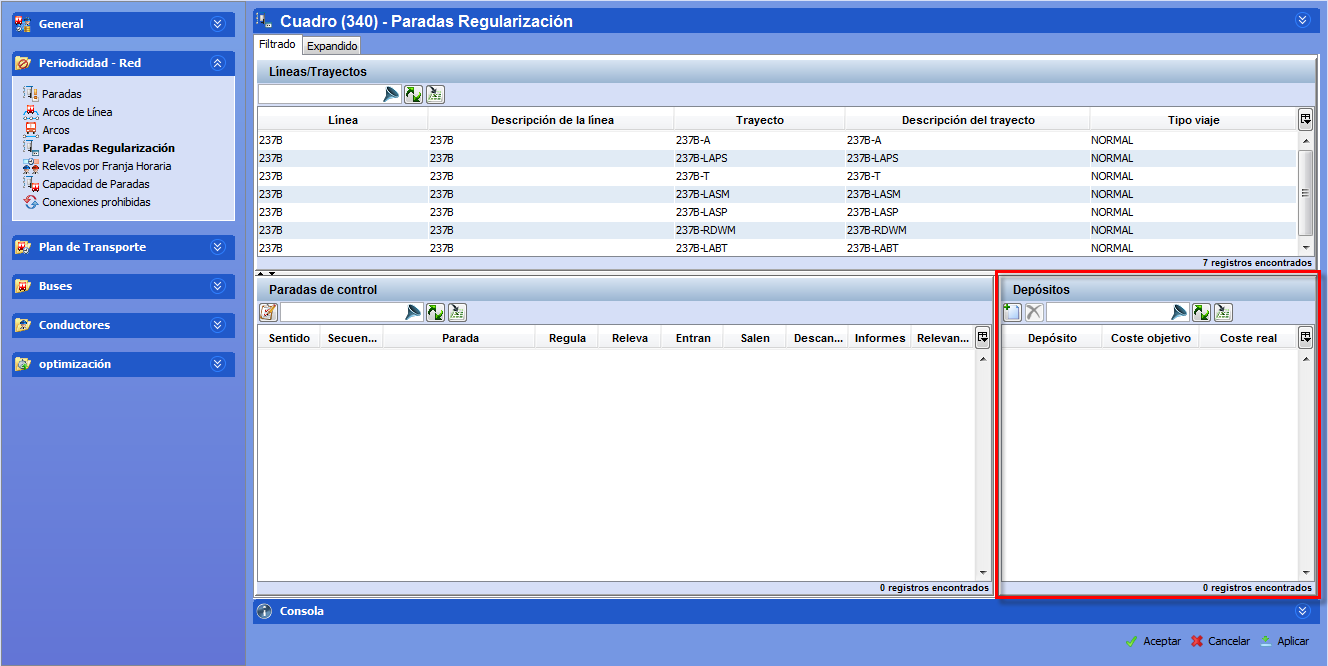 General
Periodicidad - Red
Paradas
Arcos de Línea
Arcos
Paradas Regularización
Relevos por Franja Horaria
Capacidad de Paradas
Conexiones prohibidas
Plan de Transporte
Buses
Conductores
optimización
Cuadro (340) - Paradas Regularización
Filtrado Expandido
Líneas/Trayectos
Línea Descripción de la línea Trayecto Descripción del trayecto Tipo viaje
237B 237B 237B-A 237B-A NORMAL
237B 237B 237B-LAPS 237B-LAPS NORMAL
237B 237B 237B-T 237B-T NORMAL
237B 237B 237B-LASM 237B-LASM NORMAL
237B 237B 237B-LASP 237B-LASP NORMAL
237B 237B 237B-RDWM 237B-RDWM NORMAL
237B 237B 237B-LABT 237B-LABT NORMAL
7 registros encontrados
Paradas de control
Sentido Secuen... Parada Regula Releva Entran Salen Descan... Informes Relevan...
0 registros encontrados
Depósitos
Depósito Coste objetivo Coste real
0 registros encontrados
Consola
Aceptar Cancelar Aplicar